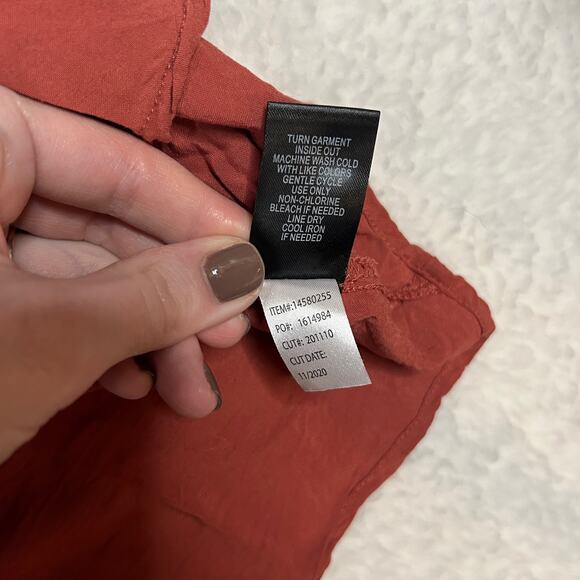 TURN GARMENT
INSIDE OUT
MACHINE WASH COLD
WITH LIKE COLORS
GENTLE CYCLE
USE ONLY
NON-CHLORINE
BLEACH IF NEEDED
LINE DRY
COOL IRON
IF NEEDED
ITEM#:14580255
PO#: 1614984
CUT#: 201110
CUT DATE:
11/2020